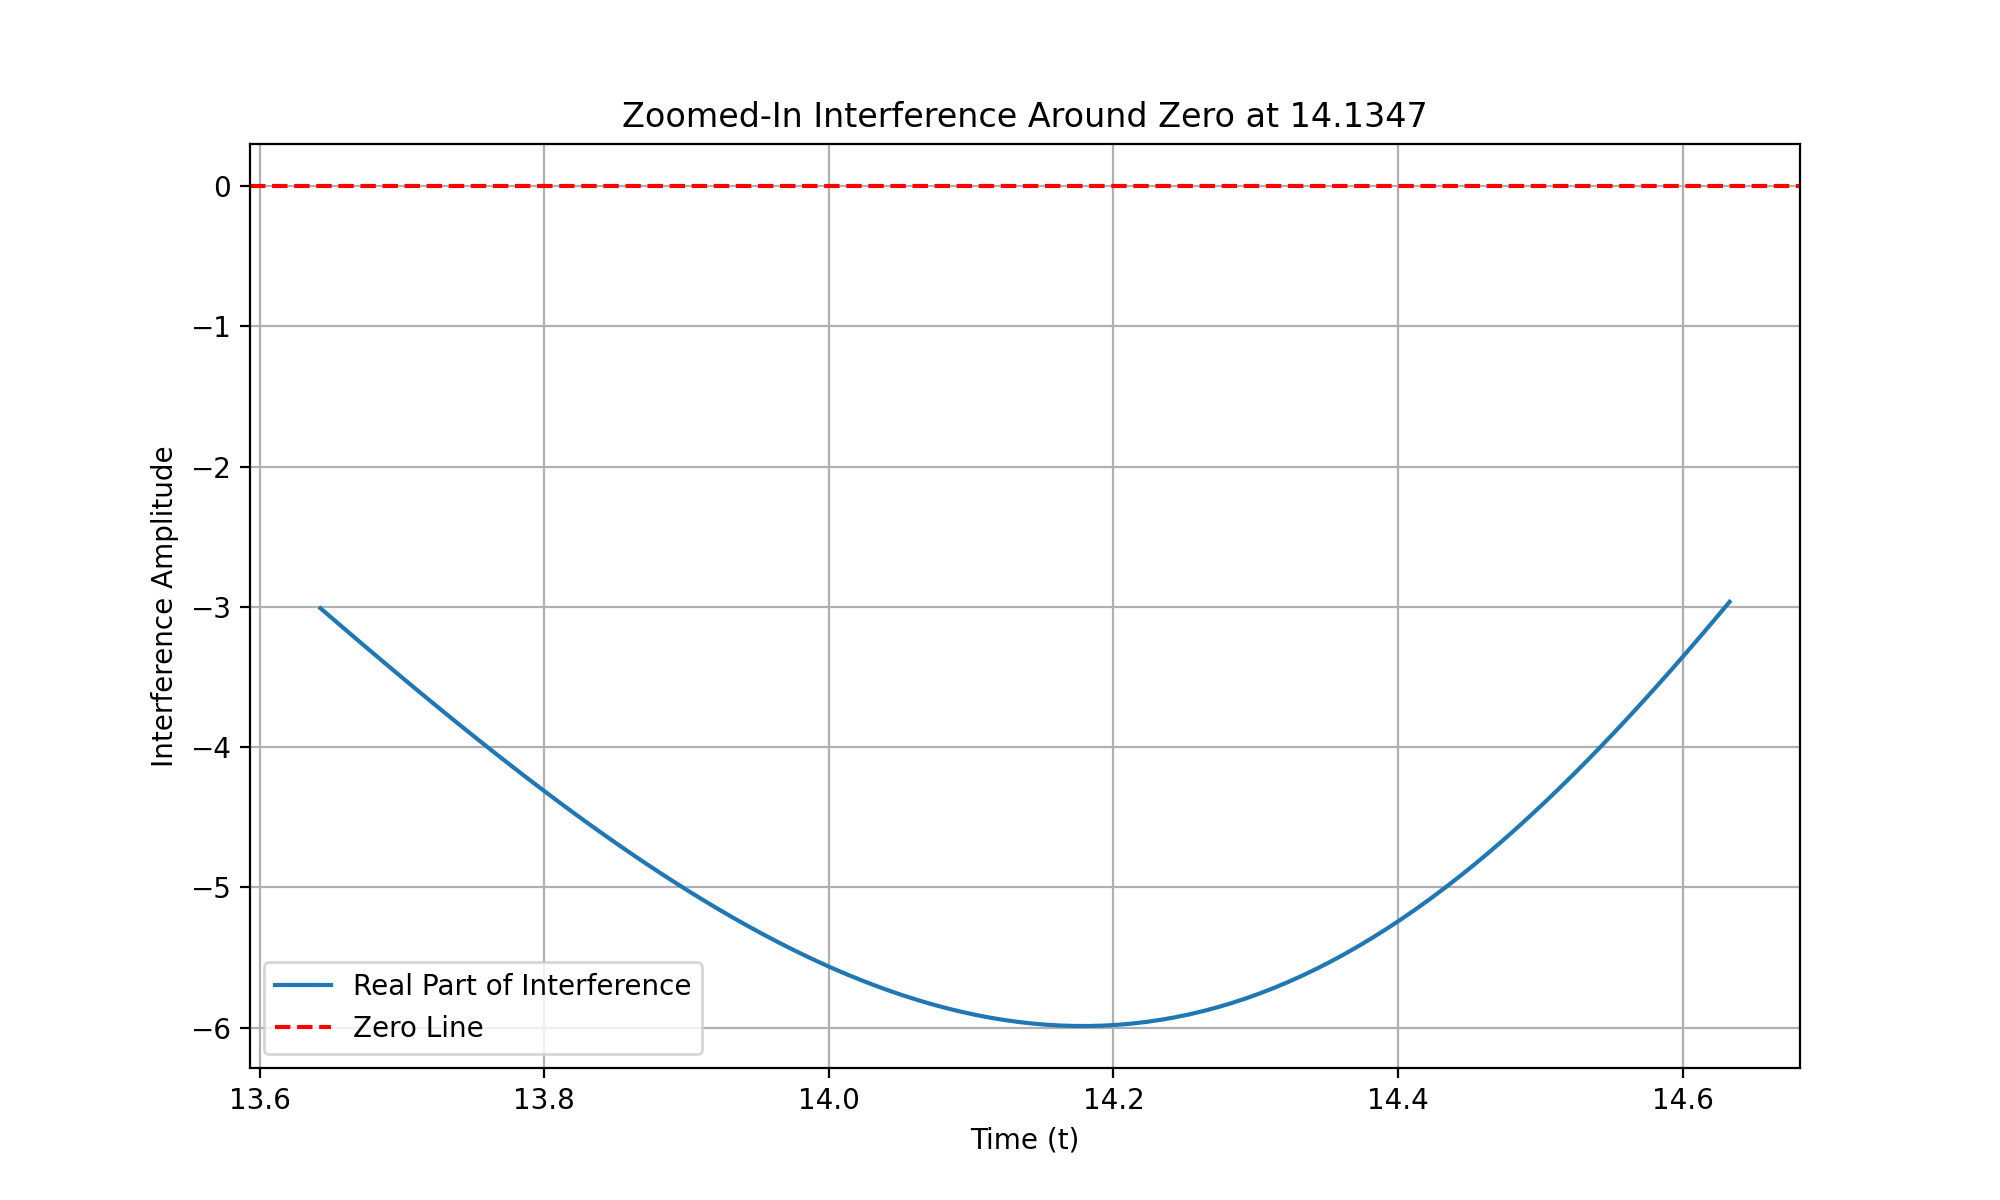 Zoomed-In Interference Around Zero at 14.1347
0
−1
−2
−3
−4
−5
−6
Interference Amplitude
Real Part of Interference
Zero Line
13.6 13.8 14.0 14.2 14.4 14.6
Time (t)